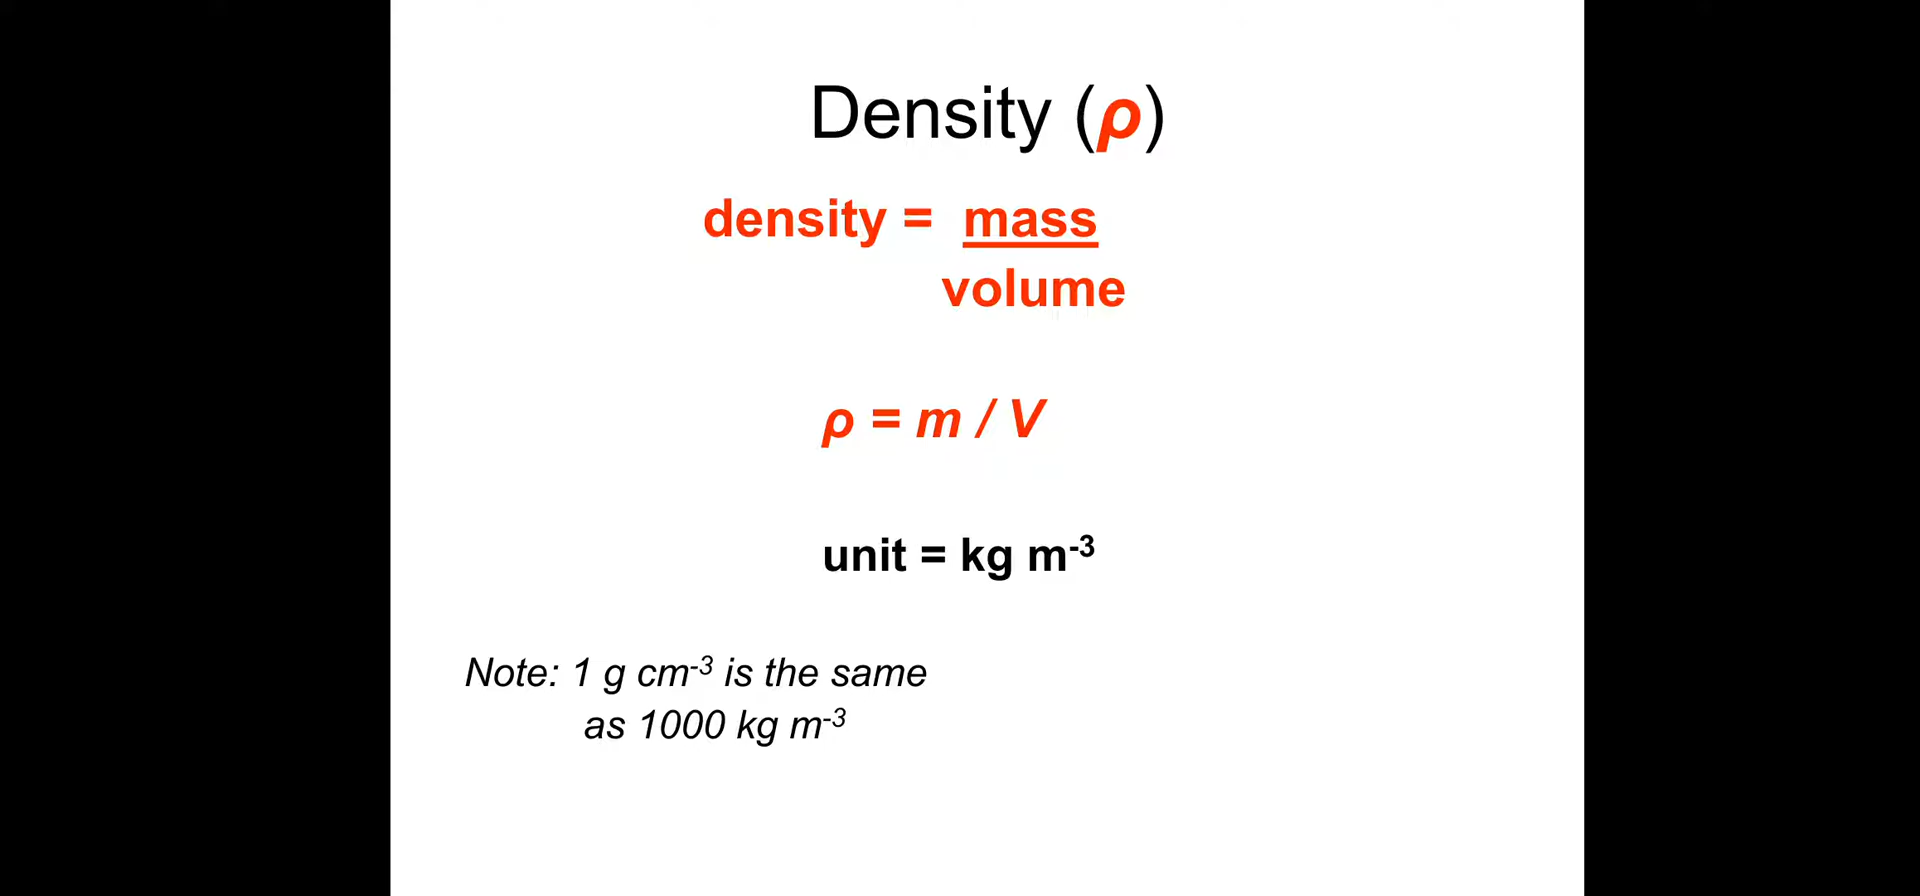 Density (ρ)
density = mass
volume
ρ = m / V
unit = kg m⁻³
Note: 1 g cm⁻³ is the same
as 1000 kg m⁻³